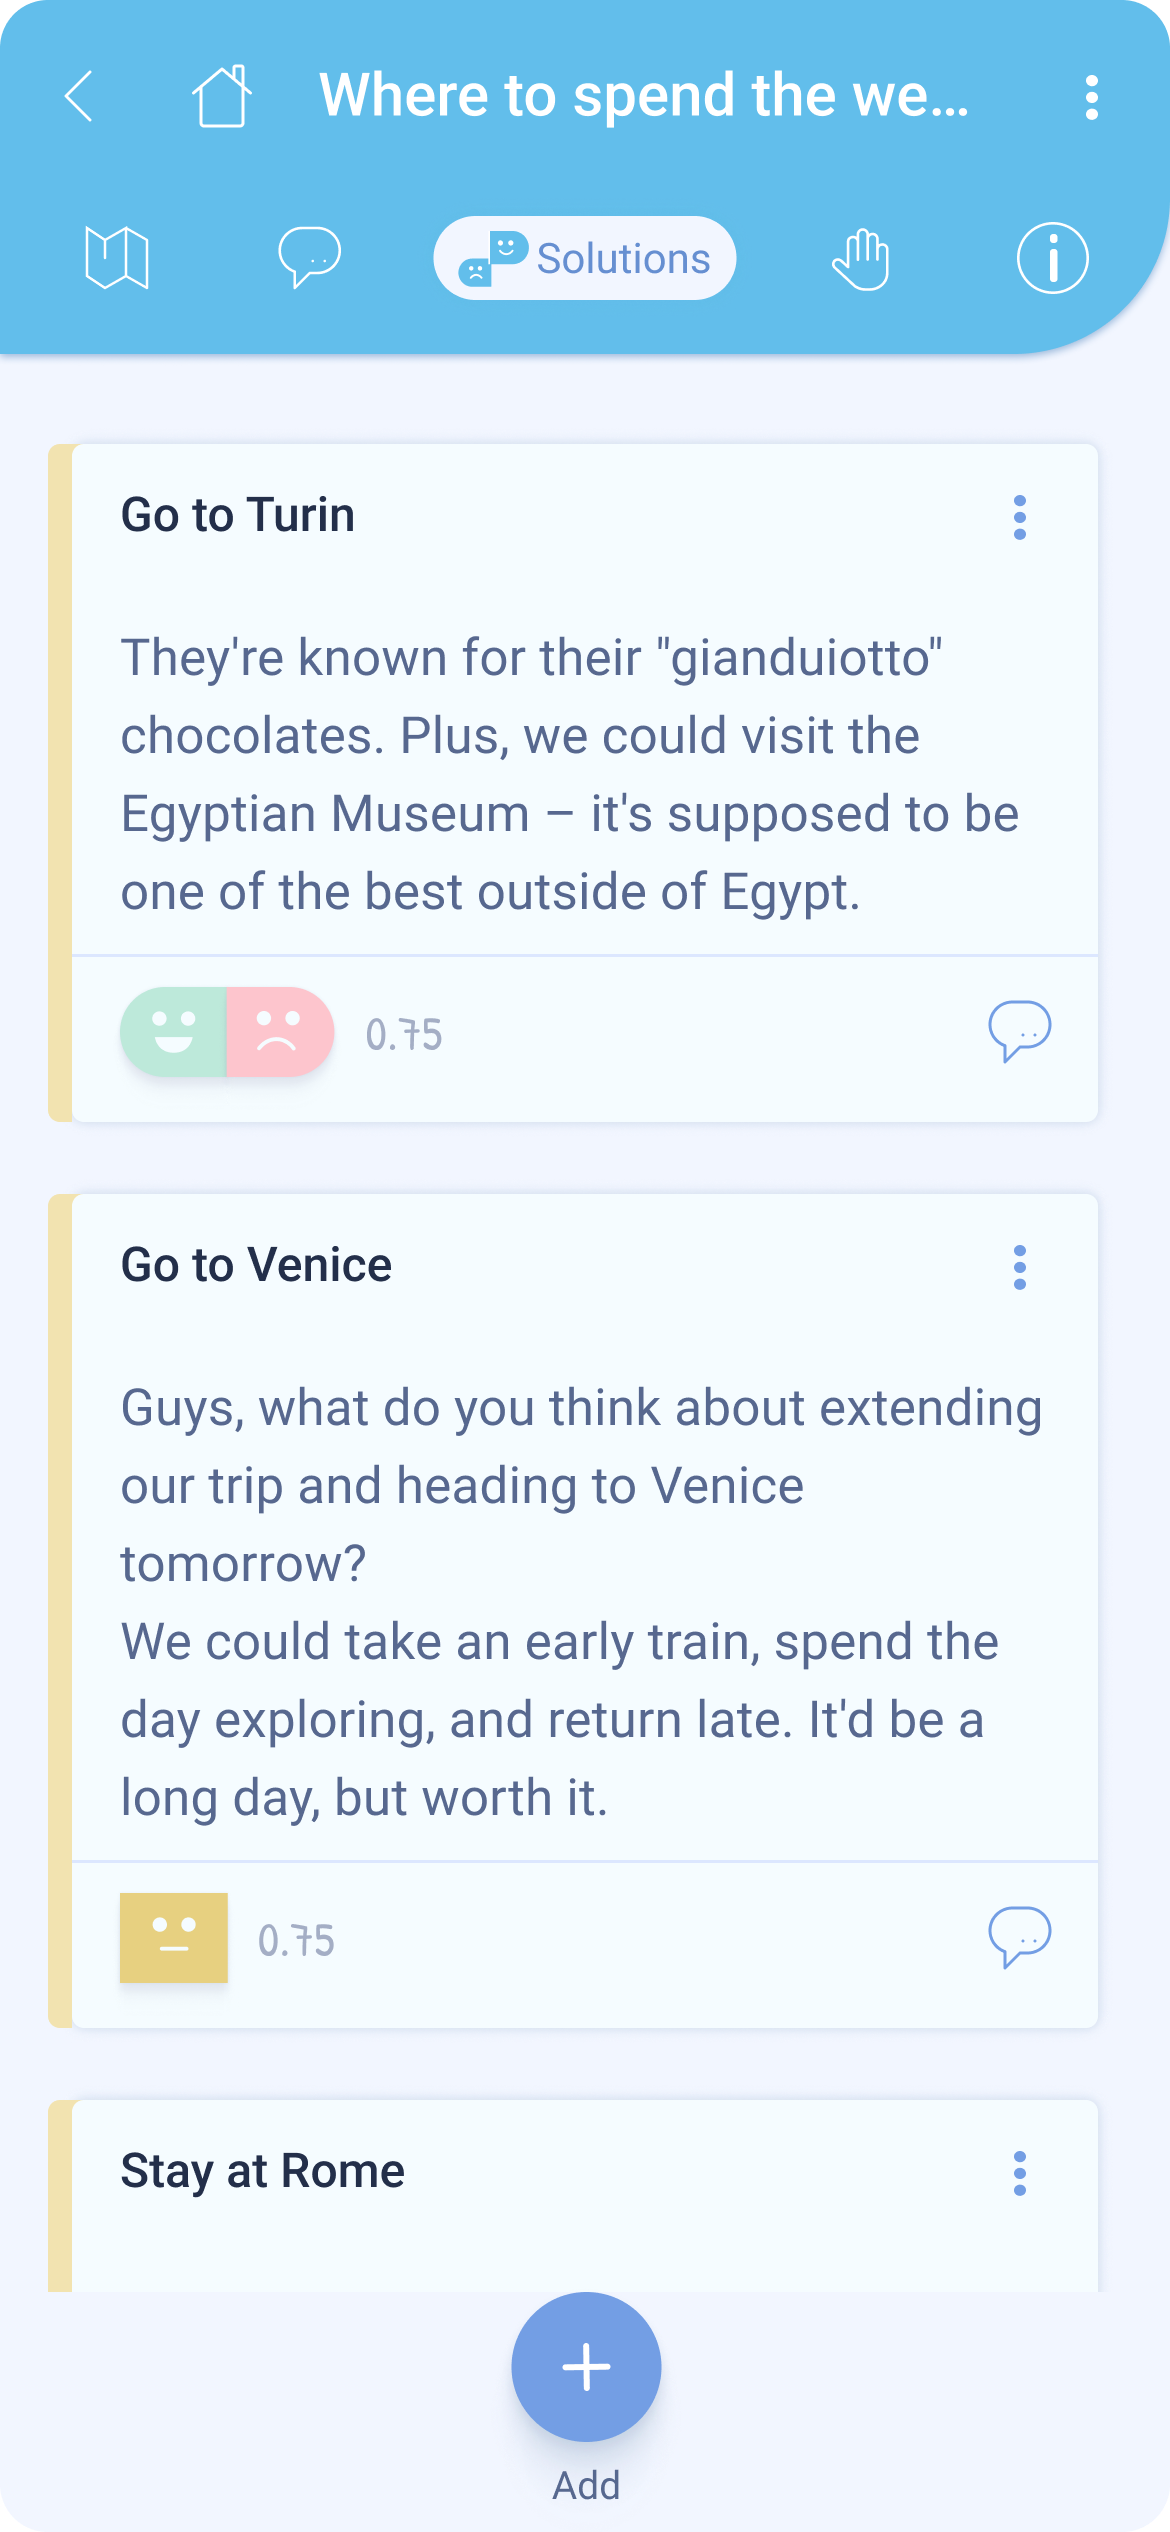 Where to spend the we...
Solutions
Go to Turin
They're known for their "gianduiotto"
chocolates. Plus, we could visit the
Egyptian Museum – it's supposed to be
one of the best outside of Egypt.
0.75
Go to Venice
Guys, what do you think about extending
our trip and heading to Venice
tomorrow?
We could take an early train, spend the
day exploring, and return late. It'd be a
long day, but worth it.
0.75
Stay at Rome
Add